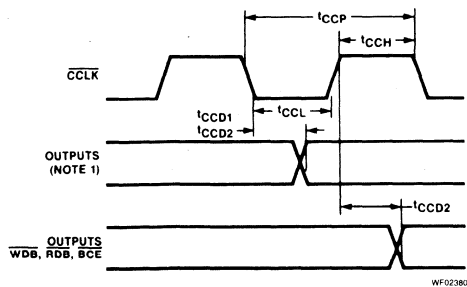 tCCP
tCCH
CCLK
tCCD1
tCCL
tCCD2
OUTPUTS
(NOTE 1)
tCCD2
OUTPUTS
WDB, RDB, BCE
WF02380